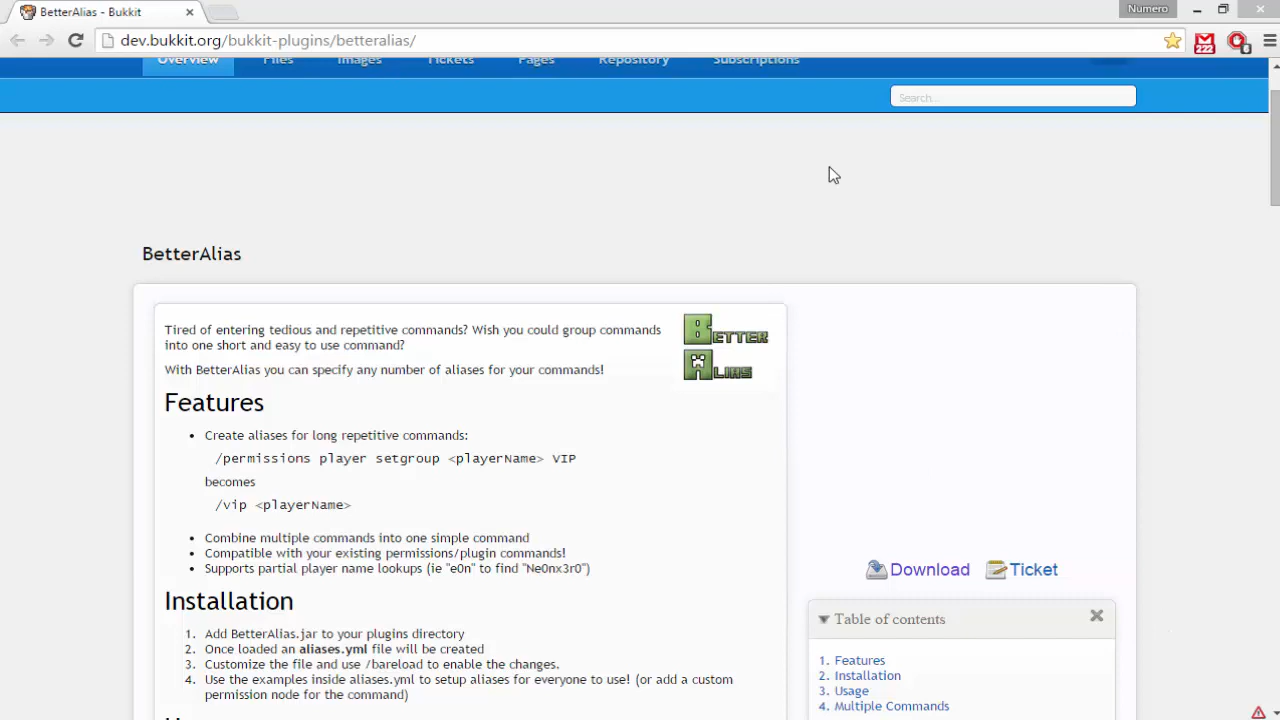 BetterAlias - Bukkit
Numero
dev.bukkit.org/bukkit-plugins/betteralias/
222
Overview Files Images Tickets Pages Repository Subscriptions
Search...
BetterAlias
Tired of entering tedious and repetitive commands? Wish you could group commands
into one short and easy to use command?
With BetterAlias you can specify any number of aliases for your commands!
BETTER
ALIAS
Features
• Create aliases for long repetitive commands:
/permissions player setgroup <playerName> VIP
becomes
/vip <playerName>
• Combine multiple commands into one simple command
• Compatible with your existing permissions/plugin commands!
• Supports partial player name lookups (ie "e0n" to find "Ne0nx3r0")
Installation
1. Add BetterAlias.jar to your plugins directory
2. Once loaded an aliases.yml file will be created
3. Customize the file and use /bareload to enable the changes.
4. Use the examples inside aliases.yml to setup aliases for everyone to use! (or add a custom
permission node for the command)
Download Ticket
Table of contents
1. Features
2. Installation
3. Usage
4. Multiple Commands